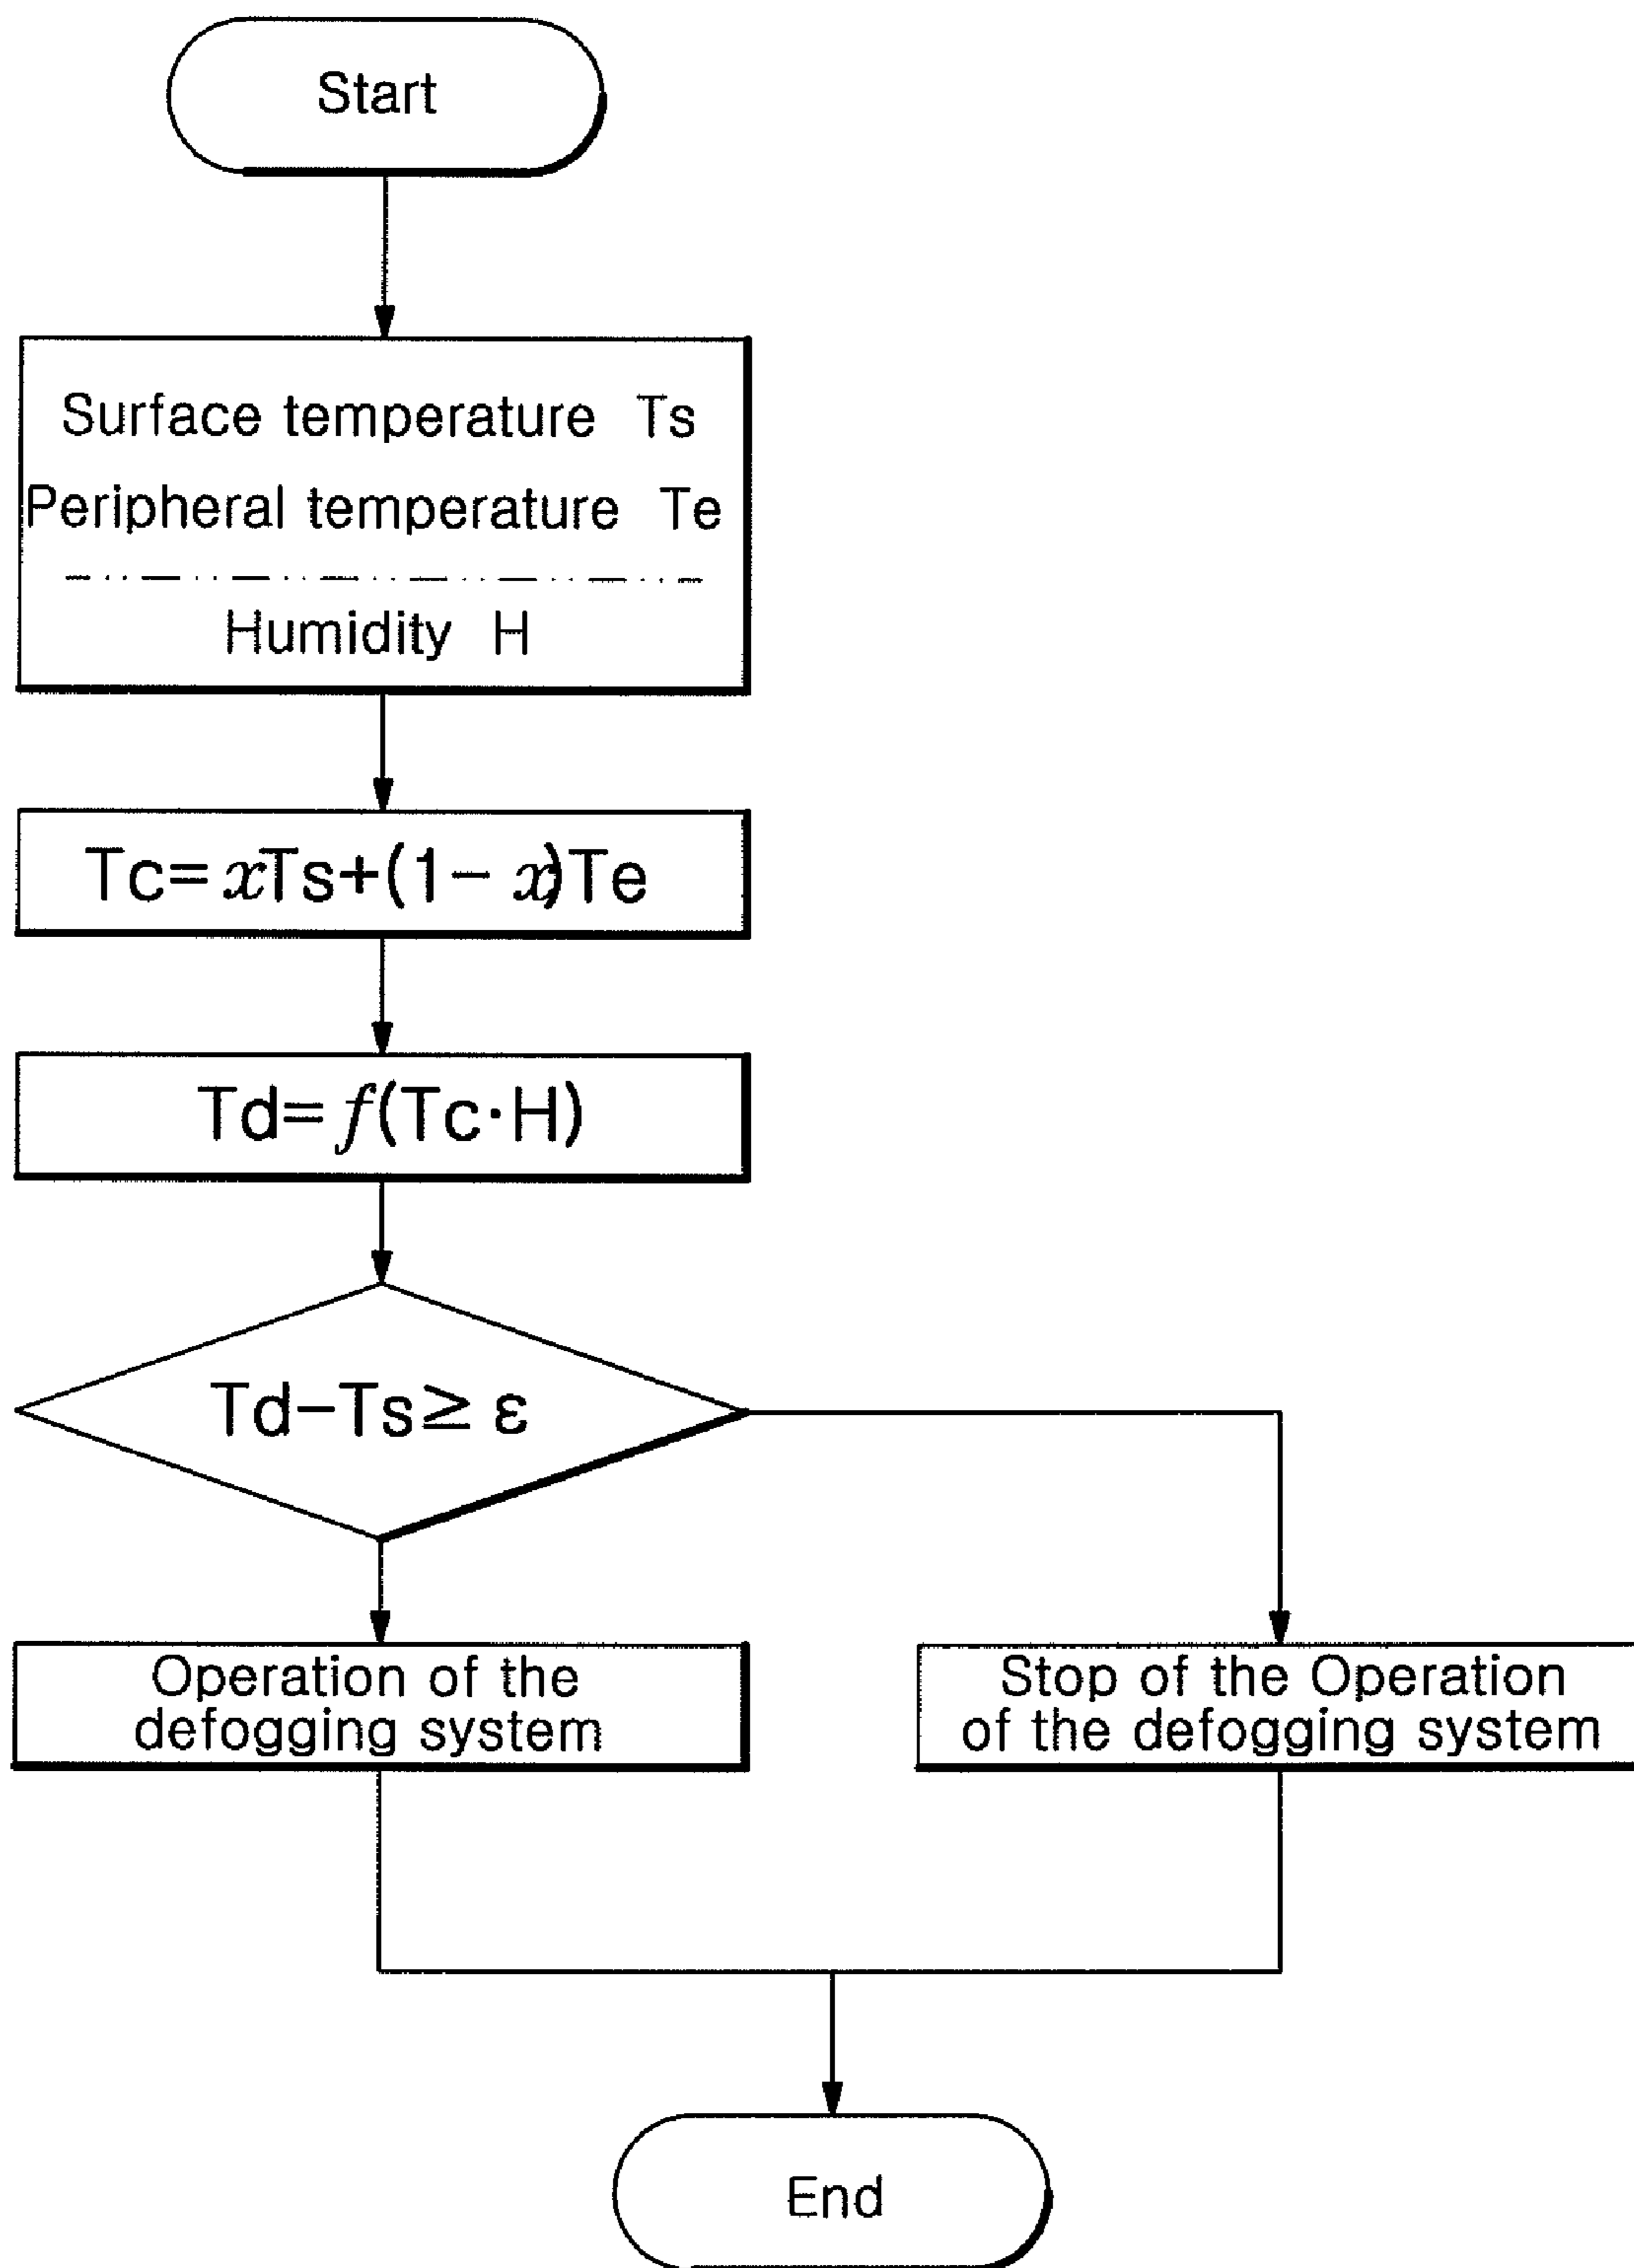 Start
Surface temperature Ts
Peripheral temperature Te
Humidity H
Tc=xTs+(1-x)Te
Td=f(Tc·H)
Td-Ts≥ε
Operation of the
defogging system
Stop of the Operation
of the defogging system
End